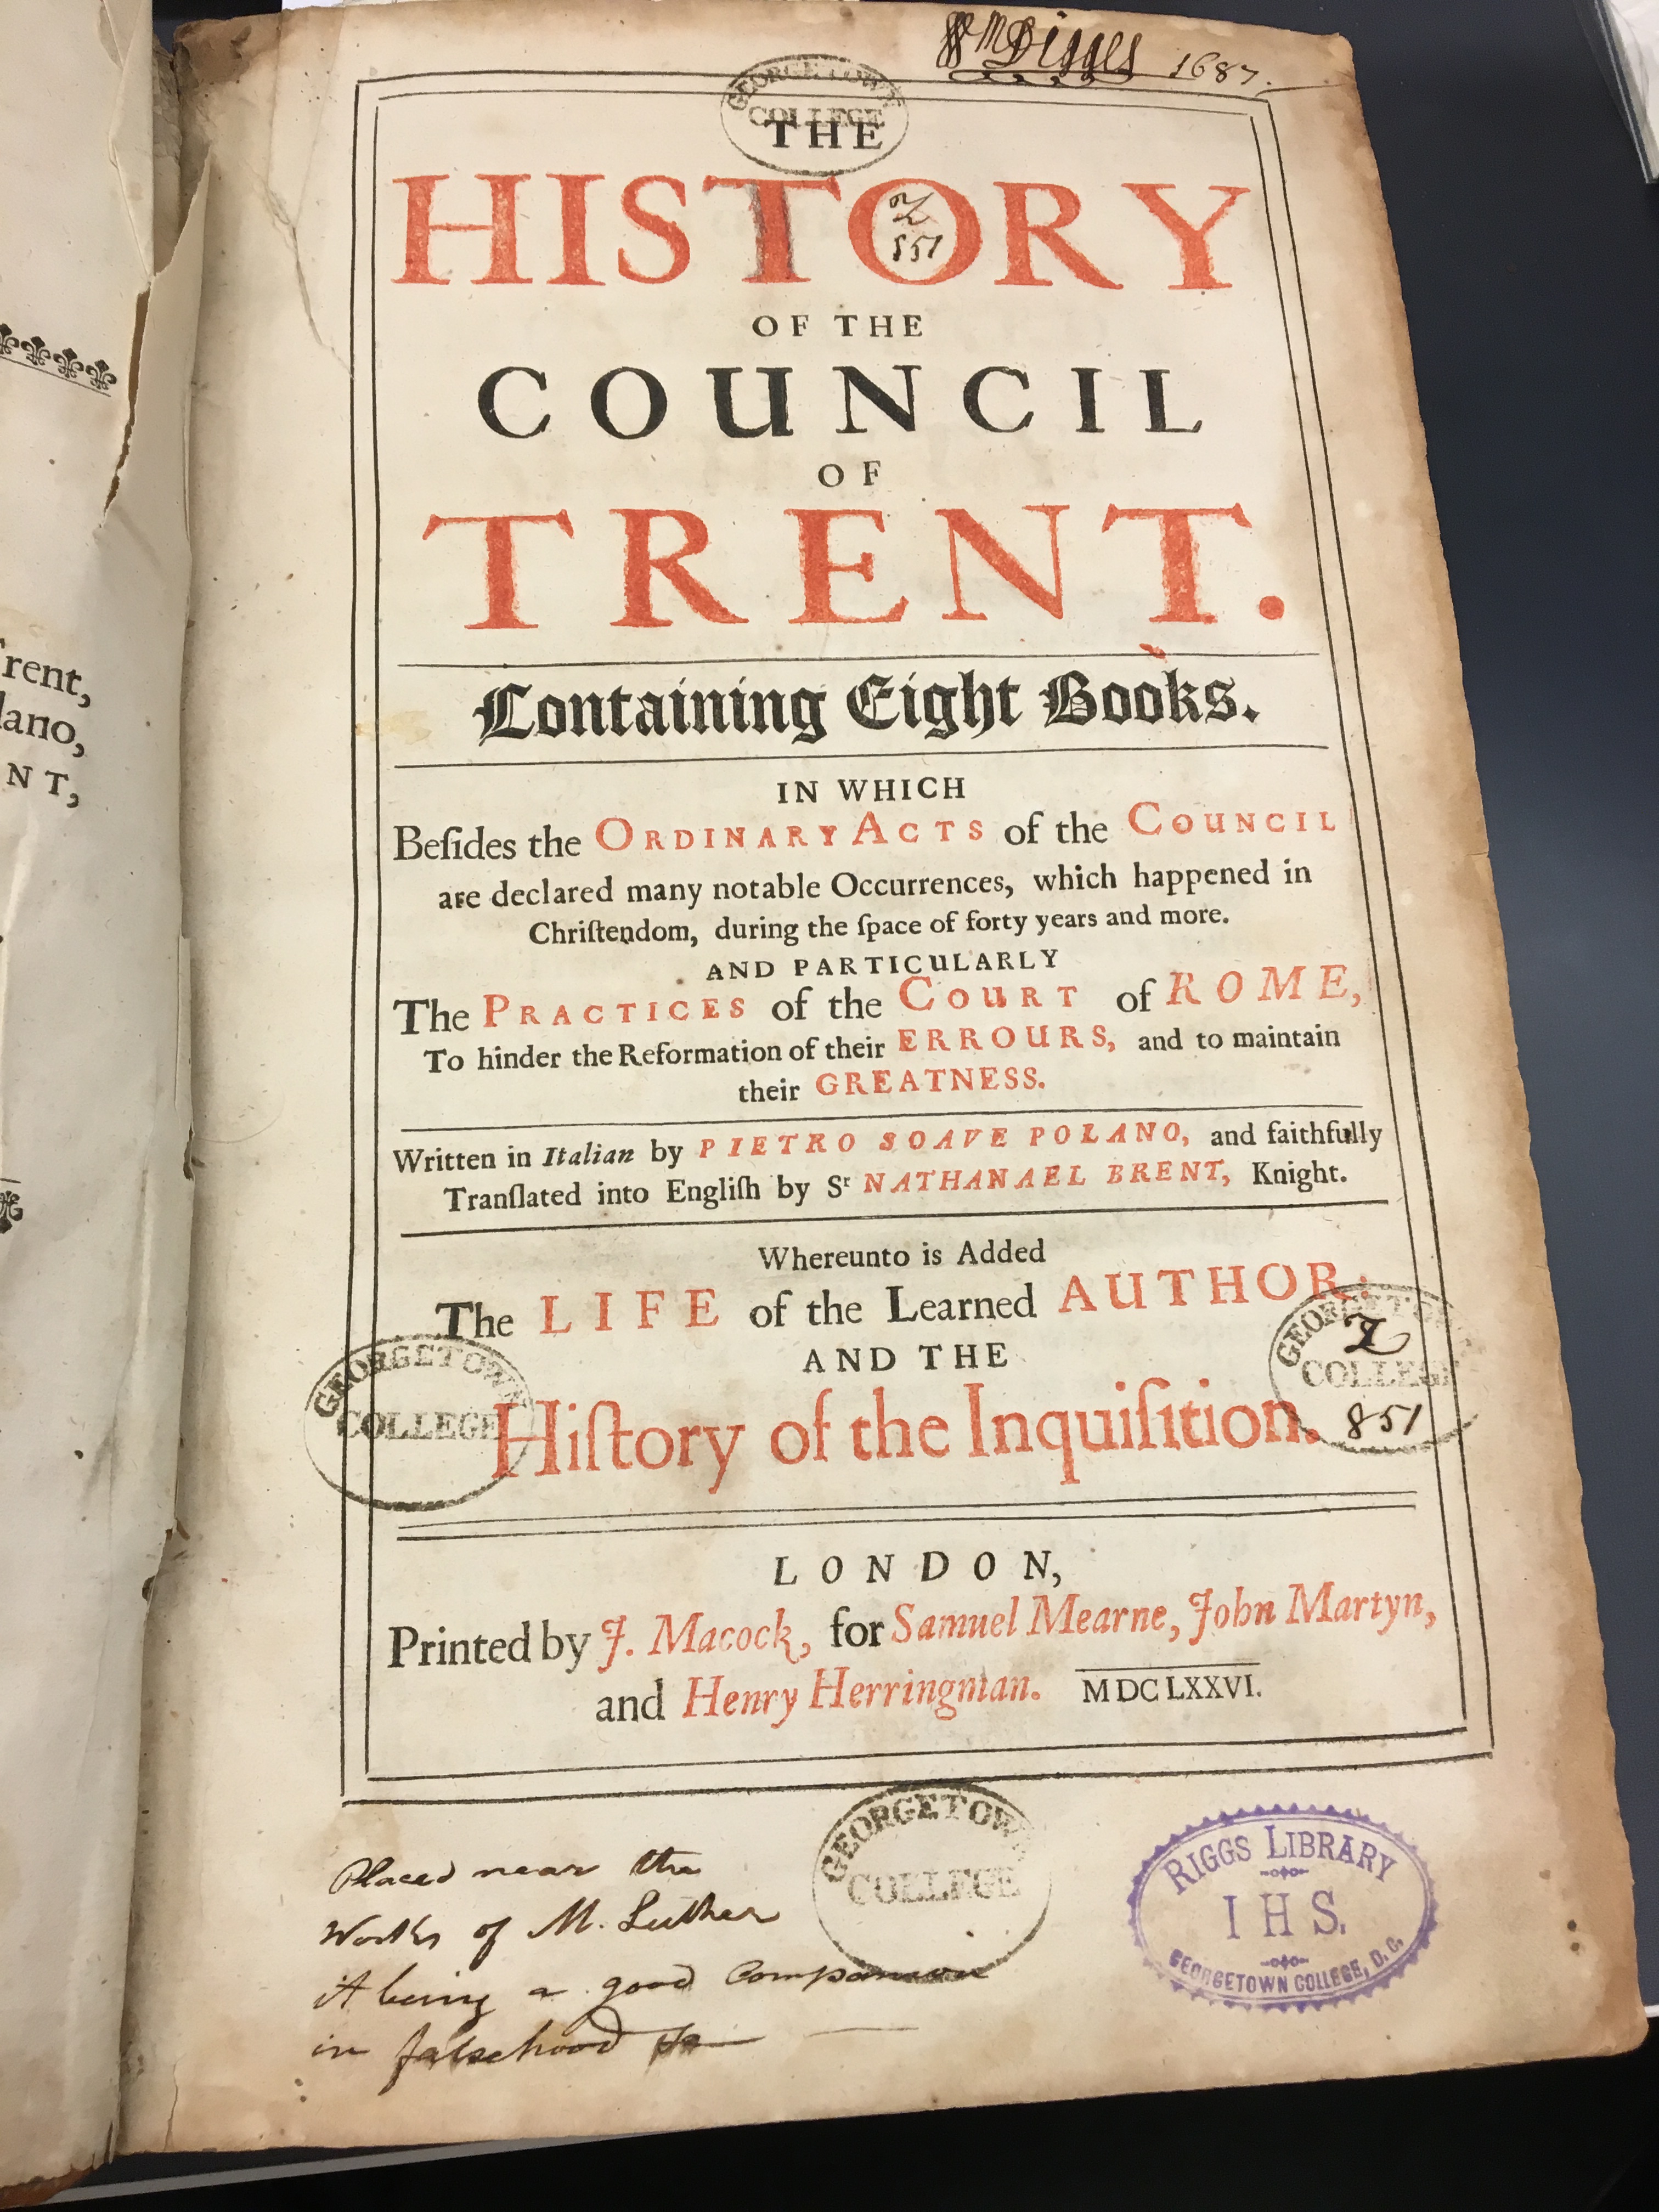 Wm Digges 1687.
GEORGETOWN
COLLEGE
THE
HISTORY
Z
851
OF THE
COUNCIL
OF
TRENT.
Containing Eight Books.
IN WHICH
Beſides the ORDINARY ACTS of the COUNCIL
are declared many notable Occurrences, which happened in
Chriſtendom, during the ſpace of forty years and more.
AND PARTICULARLY
The PRACTICES of the COURT of ROME,
To hinder the Reformation of their ERROURS, and to maintain
their GREATNESS.
Written in Italian by PIETRO SOAVE POLANO, and faithfully
Tranſlated into Engliſh by Sr NATHANAEL BRENT, Knight.
Whereunto is Added
The LIFE of the Learned AUTHOR:
AND THE
Hiſtory of the Inquiſition.
GEORGETOWN
COLLEGE
GEORGETOWN
Z
COLLEGE
851
LONDON,
Printed by J. Macock, for Samuel Mearne, John Martyn,
and Henry Herringman. MDCLXXVI.
GEORGETOWN
COLLEGE
RIGGS LIBRARY
I H S.
GEORGETOWN COLLEGE, D.C.
Placed near the
Works of M. Luther
it being a good Companion
in falsehood
rent,
lano,
NT,